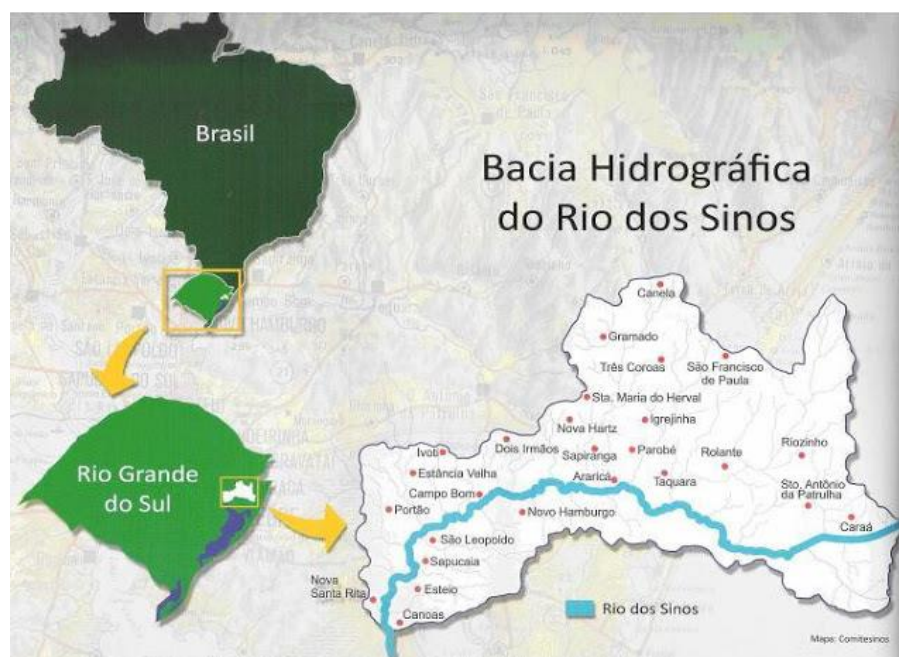 Brasil
Bacia Hidrográfica
do Rio dos Sinos
Rio Grande
do Sul
Canela
Gramado
Três Coroas
São Francisco
de Paula
Sta. Maria do Herval
Igrejinha
Nova Hartz
Dois Irmãos
Sapiranga
Parobé
Rolante
Riozinho
Ivoti
Estância Velha
Araricá
Taquara
Sto. Antônio
da Patrulha
Campo Bom
Portão
Novo Hamburgo
Caraá
São Leopoldo
Sapucaia
Nova
Santa Rita
Esteio
Canoas
Rio dos Sinos
Mapa: Comitesinos